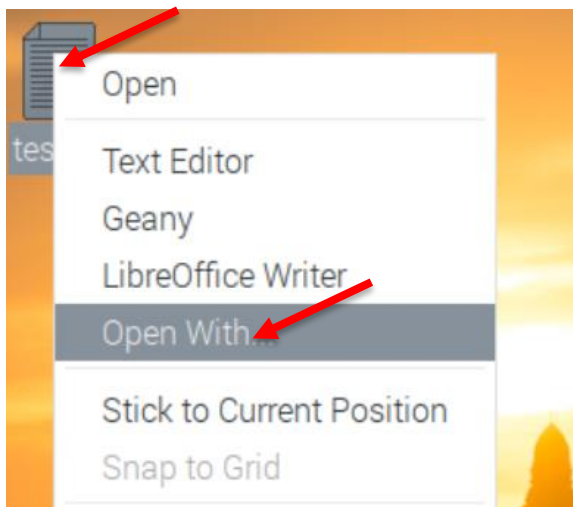 Open
tes
Text Editor
Geany
LibreOffice Writer
Open With...
Stick to Current Position
Snap to Grid